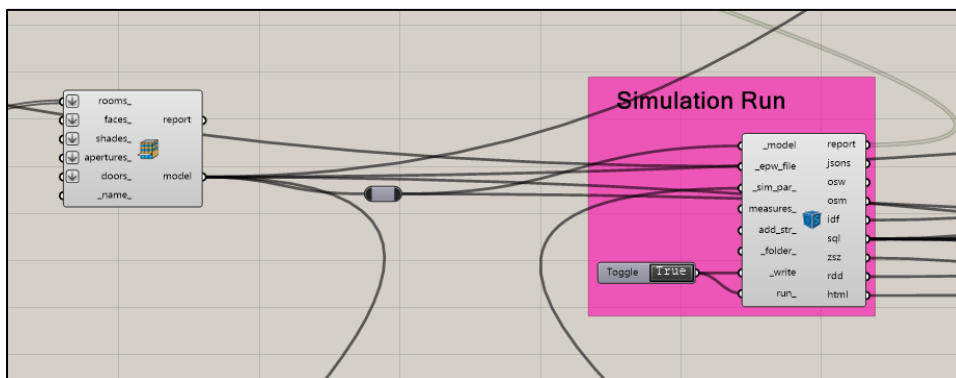 rooms_
faces_
report
shades_
apertures_
doors_
model
_name_
Simulation Run
_model
report
_epw_file
jsons
_sim_par_
osw
measures_
osm
add_str_
idf
_folder_
sql
_write
zsz
run_
rdd
html
Toggle True
OS